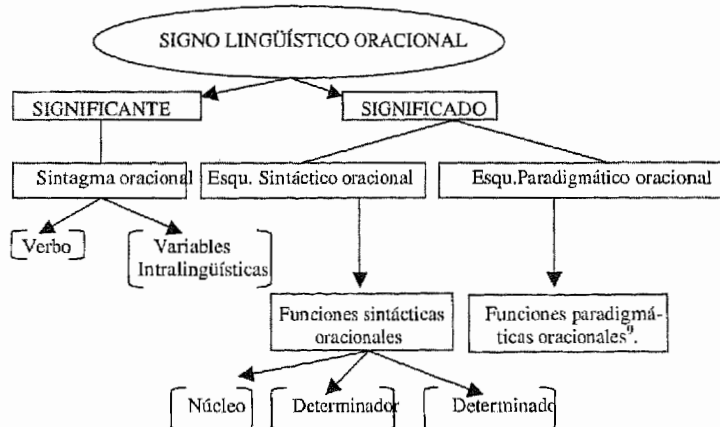 SIGNO LINGÜÍSTICO ORACIONAL
SIGNIFICANTE
SIGNIFICADO
Sintagma oracional
Esqu. Sintáctico oracional
Esqu.Paradigmático oracional
Verbo
Variables
Intralingüísticas
Funciones sintácticas
oracionales
Funciones paradigmá-
ticas oracionales⁹.
Núcleo
Determinador
Determinado